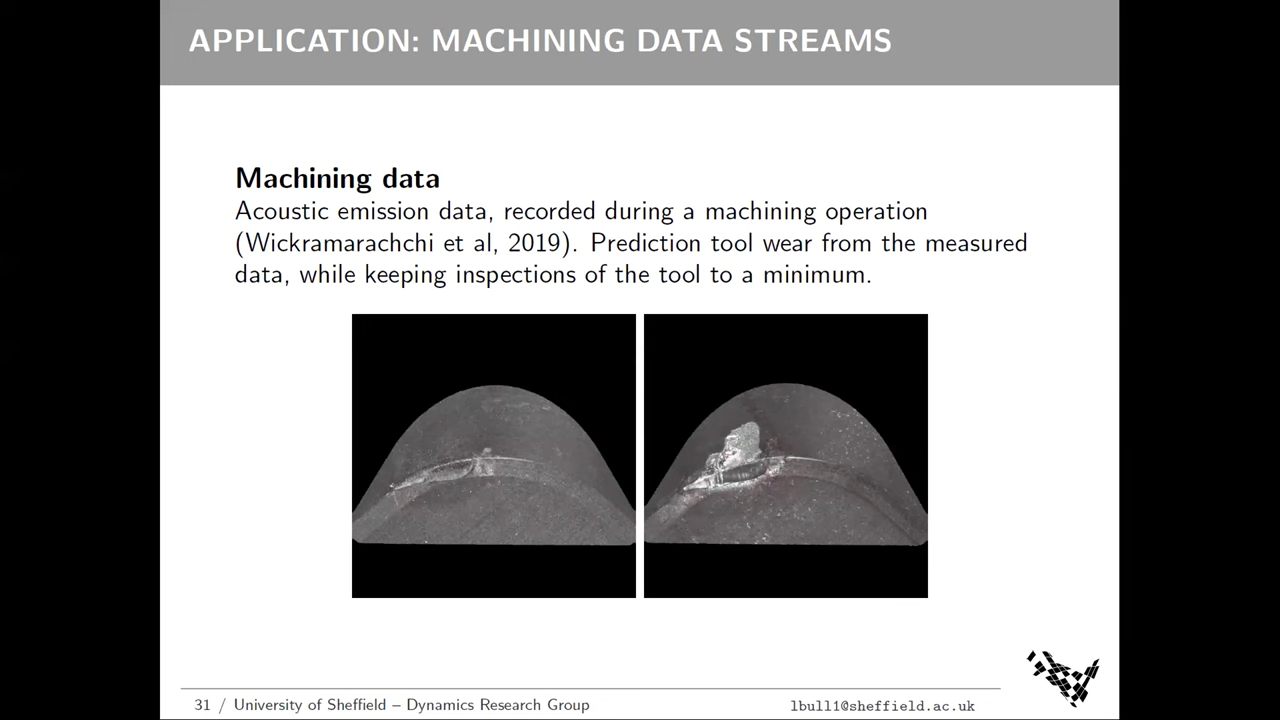 APPLICATION: MACHINING DATA STREAMS
Machining data
Acoustic emission data, recorded during a machining operation
(Wickramarachchi et al, 2019). Prediction tool wear from the measured
data, while keeping inspections of the tool to a minimum.
31 / University of Sheffield – Dynamics Research Group
lbull1@sheffield.ac.uk